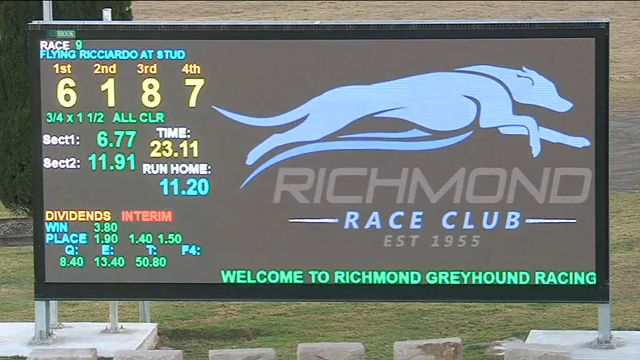 BROOK
RACE 9
FLYING RICCIARDO AT STUD
1st 2nd 3rd 4th
6 1 8 7
3/4 x 1 1/2 ALL CLR
Sect1: 6.77
Sect2: 11.91
TIME:
23.11
RUN HOME:
11.20
DIVIDENDS INTERIM
WIN 3.80
PLACE 1.90 1.40 1.50
Q: E: T: F4:
8.40 13.40 50.80
RICHMOND
RACE CLUB
EST 1955
WELCOME TO RICHMOND GREYHOUND RACING